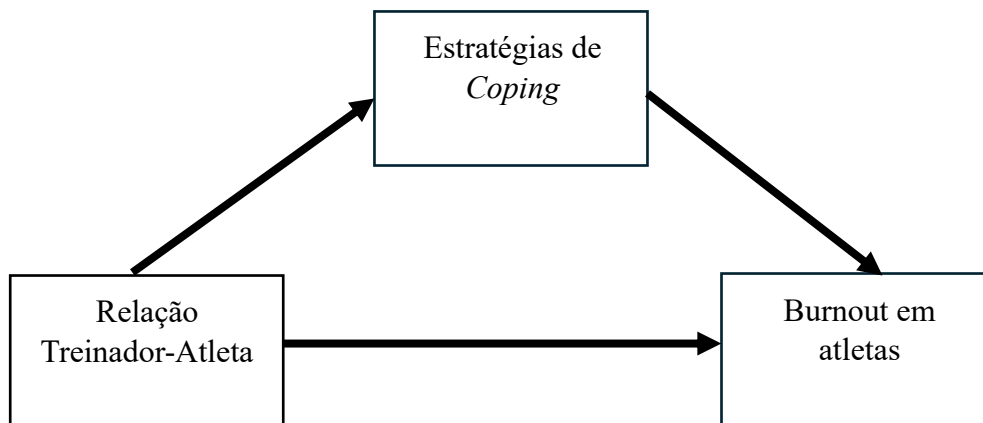 Estratégias de
Coping
Relação
Treinador-Atleta
Burnout em
atletas